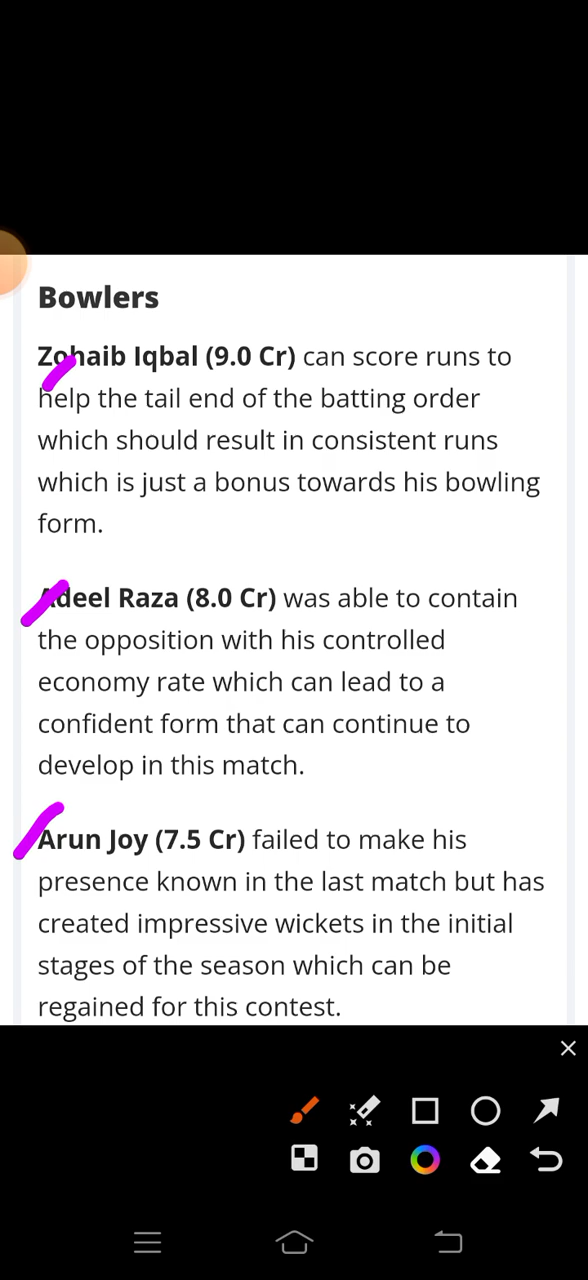 Bowlers
Zohaib Iqbal (9.0 Cr) can score runs to
help the tail end of the batting order
which should result in consistent runs
which is just a bonus towards his bowling
form.
Adeel Raza (8.0 Cr) was able to contain
the opposition with his controlled
economy rate which can lead to a
confident form that can continue to
develop in this match.
Arun Joy (7.5 Cr) failed to make his
presence known in the last match but has
created impressive wickets in the initial
stages of the season which can be
regained for this contest.